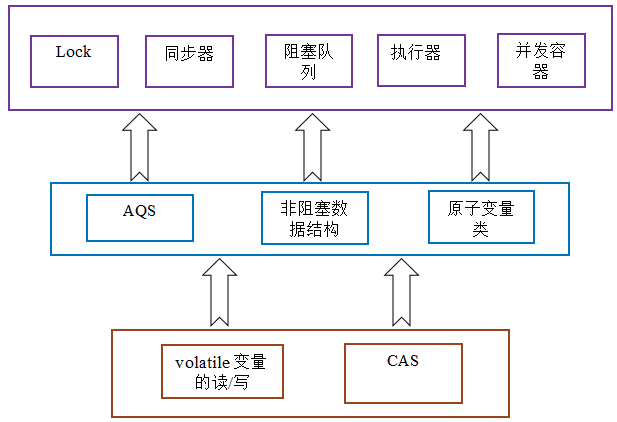 Lock
同步器
阻塞队
列
执行器
并发容
器
AQS
非阻塞数
据结构
原子变量
类
volatile 变量
的读/写
CAS